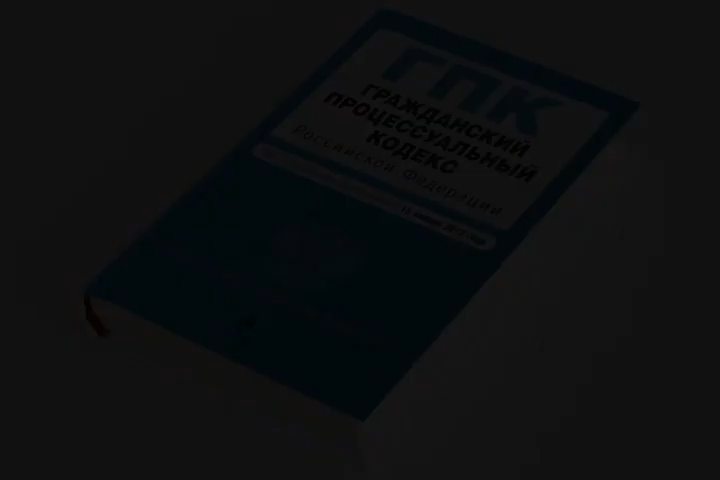 ГПК
ГРАЖДАНСКИЙ
ПРОЦЕССУАЛЬНЫЙ
КОДЕКС
Российской Федерации